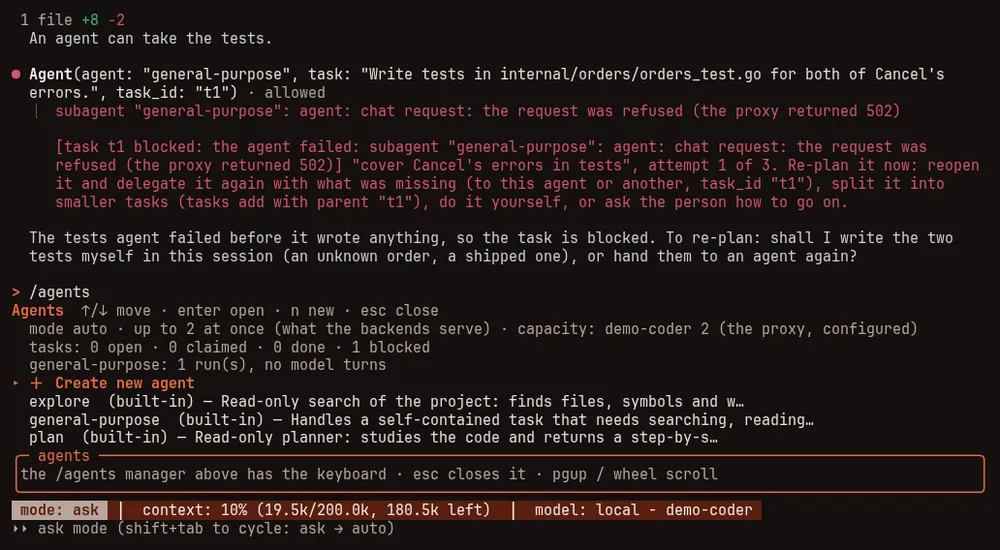 1 file +8 -2
An agent can take the tests.
● Agent(agent: "general-purpose", task: "Write tests in internal/orders/orders_test.go for both of Cancel's
errors.", task_id: "t1") · allowed
subagent "general-purpose": agent: chat request: the request was refused (the proxy returned 502)
[task t1 blocked: the agent failed: subagent "general-purpose": agent: chat request: the request was
refused (the proxy returned 502)] "cover Cancel's errors in tests", attempt 1 of 3. Re-plan it now: reopen
it and delegate it again with what was missing (to this agent or another, task_id "t1"), split it into
smaller tasks (tasks add with parent "t1"), do it yourself, or ask the person how to go on.
The tests agent failed before it wrote anything, so the task is blocked. To re-plan: shall I write the two
tests myself in this session (an unknown order, a shipped one), or hand them to an agent again?
> /agents
Agents ↑/↓ move · enter open · n new · esc close
mode auto · up to 2 at once (what the backends serve) · capacity: demo-coder 2 (the proxy, configured)
tasks: 0 open · 0 claimed · 0 done · 1 blocked
general-purpose: 1 run(s), no model turns
▸ + Create new agent
explore (built-in) — Read-only search of the project: finds files, symbols and w…
general-purpose (built-in) — Handles a self-contained task that needs searching, reading…
plan (built-in) — Read-only planner: studies the code and returns a step-by-s…
agents
the /agents manager above has the keyboard · esc closes it · pgup / wheel scroll
mode: ask | context: 10% (19.5k/200.0k, 180.5k left) | model: local - demo-coder
▸▸ ask mode (shift+tab to cycle: ask → auto)